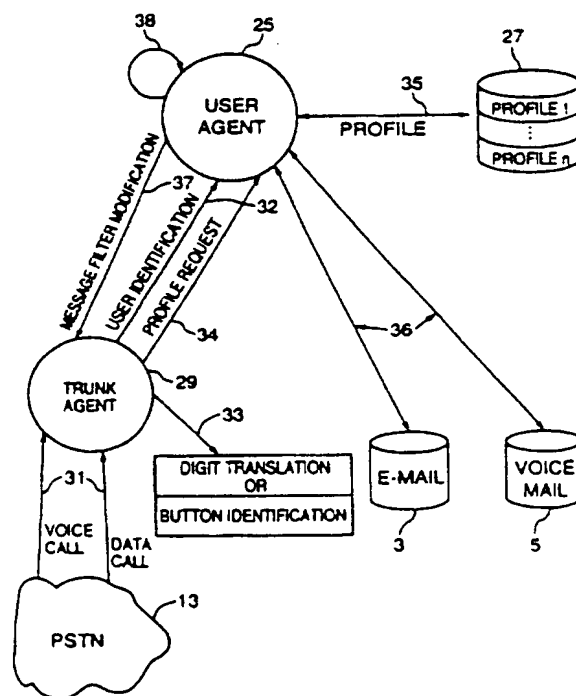 38
25
27
USER
AGENT
35
PROFILE
PROFILE 1
⋮
PROFILE n
MESSAGE FILTER MODIFICATION
37
USER IDENTIFICATION
32
PROFILE REQUEST
34
36
TRUNK
AGENT
29
33
DIGIT TRANSLATION
OR
BUTTON IDENTIFICATION
E-MAIL
VOICE
MAIL
3
5
31
VOICE
CALL
DATA
CALL
13
PSTN